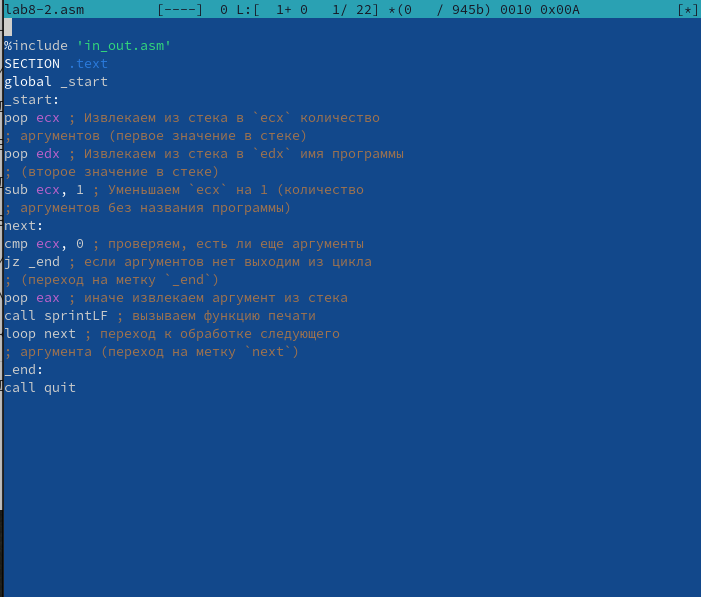 lab8-2.asm [----] 0 L:[ 1+ 0 1/ 22] *(0 / 945b) 0010 0x00A [*]
%include 'in_out.asm'
SECTION .text
global _start
_start:
pop ecx ; Извлекаем из стека в `ecx` количество
; аргументов (первое значение в стеке)
pop edx ; Извлекаем из стека в `edx` имя программы
; (второе значение в стеке)
sub ecx, 1 ; Уменьшаем `ecx` на 1 (количество
; аргументов без названия программы)
next:
cmp ecx, 0 ; проверяем, есть ли еще аргументы
jz _end ; если аргументов нет выходим из цикла
; (переход на метку `_end`)
pop eax ; иначе извлекаем аргумент из стека
call sprintLF ; вызываем функцию печати
loop next ; переход к обработке следующего
; аргумента (переход на метку `next`)
_end:
call quit